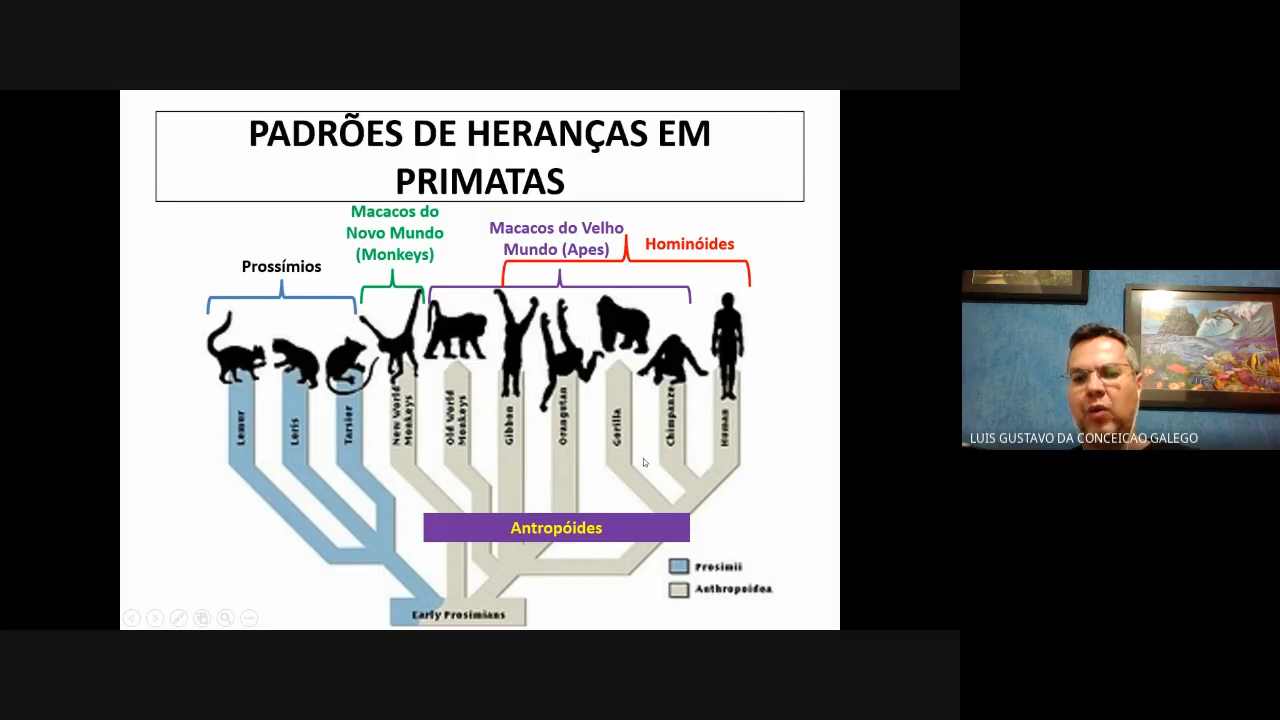 PADRÕES DE HERANÇAS EM
PRIMATAS
Macacos do
Novo Mundo
(Monkeys)
Macacos do Velho
Mundo (Apes)
Hominóides
Prossímios
Lemur
Loris
Tarsier
New World
Monkeys
Old World
Monkeys
Gibbon
Orangutan
Gorilla
Chimpanzee
Human
Antropóides
Prosimii
Anthropoidea
Early Prosimians
LUIS GUSTAVO DA CONCEICAO GALEGO